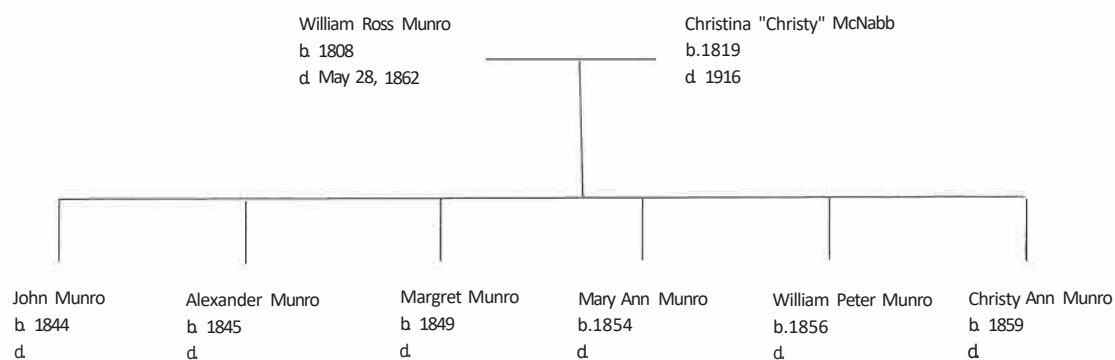 William Ross Munro
b. 1808
d. May 28, 1862
Christina "Christy" McNabb
b.1819
d. 1916
John Munro
b. 1844
d.
Alexander Munro
b. 1845
d.
Margret Munro
b. 1849
d.
Mary Ann Munro
b.1854
d.
William Peter Munro
b.1856
d.
Christy Ann Munro
b. 1859
d.